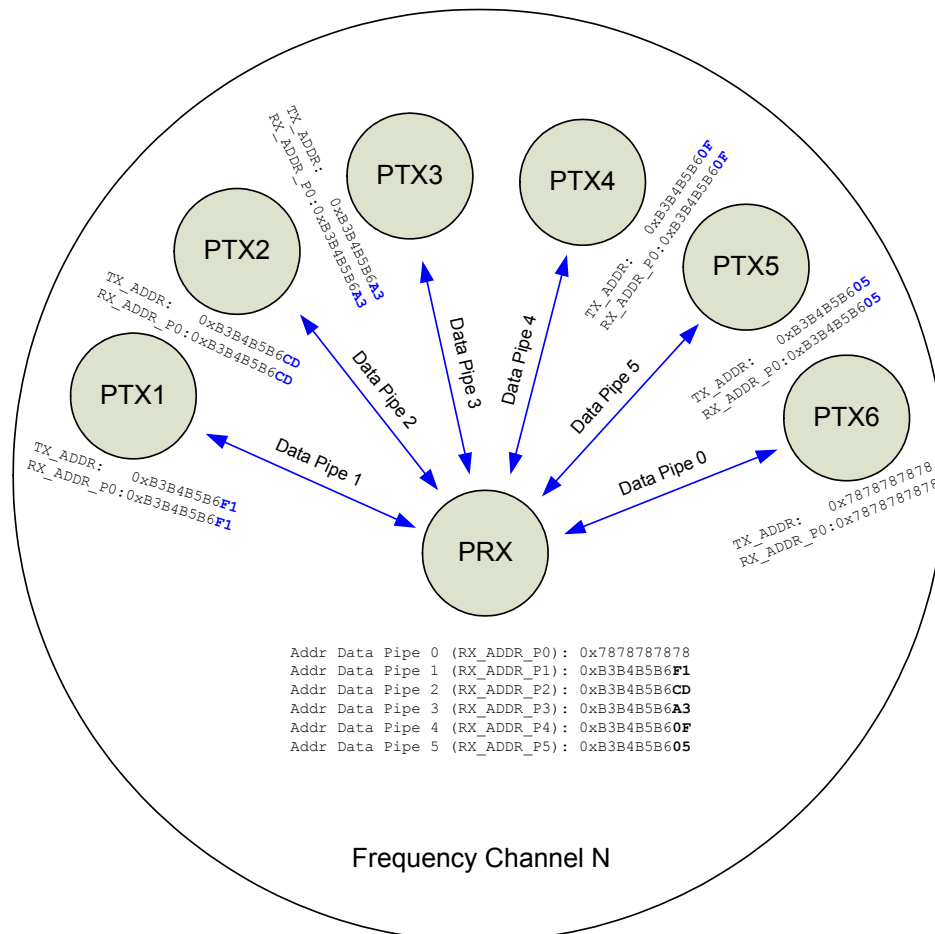 PTX3
PTX4
PTX2
PTX5
PTX1
PTX6
PRX
TX_ADDR: 0xB3B4B5B6F1
RX_ADDR_P0:0xB3B4B5B6F1
TX_ADDR: 0xB3B4B5B6CD
RX_ADDR_P0:0xB3B4B5B6CD
TX_ADDR: 0xB3B4B5B6A3
RX_ADDR_P0:0xB3B4B5B6A3
TX_ADDR: 0xB3B4B5B60F
RX_ADDR_P0:0xB3B4B5B60F
TX_ADDR: 0xB3B4B5B605
RX_ADDR_P0:0xB3B4B5B605
TX_ADDR: 0x7878787878
RX_ADDR_P0:0x7878787878
Data Pipe 1
Data Pipe 2
Data Pipe 3
Data Pipe 4
Data Pipe 5
Data Pipe 0
Addr Data Pipe 0 (RX_ADDR_P0): 0x7878787878
Addr Data Pipe 1 (RX_ADDR_P1): 0xB3B4B5B6F1
Addr Data Pipe 2 (RX_ADDR_P2): 0xB3B4B5B6CD
Addr Data Pipe 3 (RX_ADDR_P3): 0xB3B4B5B6A3
Addr Data Pipe 4 (RX_ADDR_P4): 0xB3B4B5B60F
Addr Data Pipe 5 (RX_ADDR_P5): 0xB3B4B5B605
Frequency Channel N